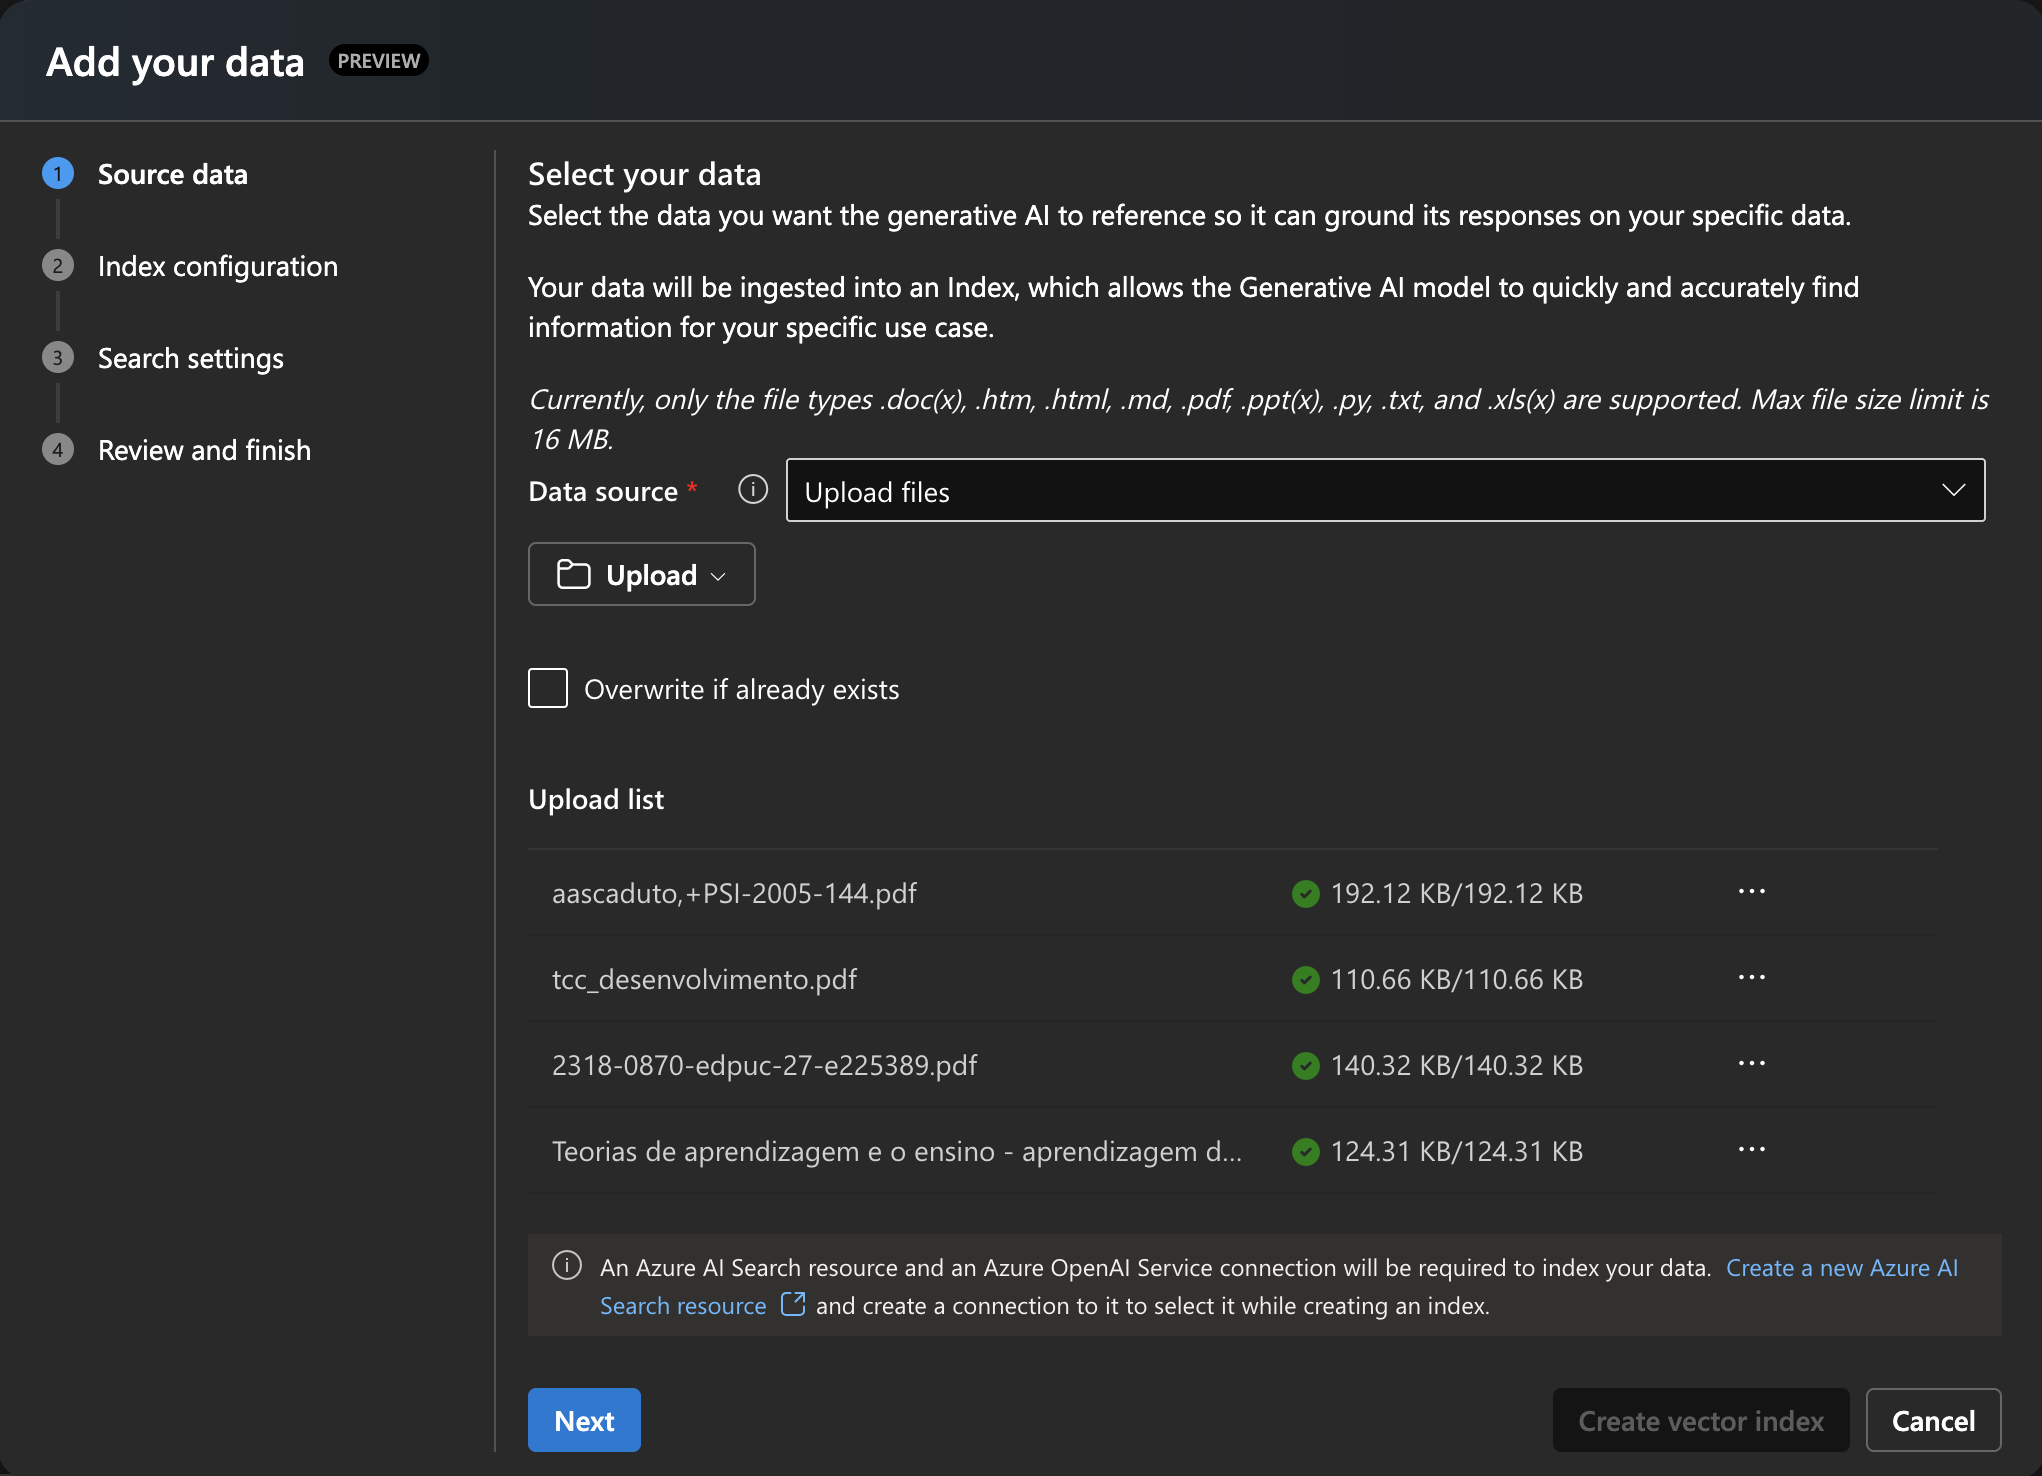 Add your data PREVIEW
1 Source data
2 Index configuration
3 Search settings
4 Review and finish
Select your data
Select the data you want the generative AI to reference so it can ground its responses on your specific data.
Your data will be ingested into an Index, which allows the Generative AI model to quickly and accurately find
information for your specific use case.
Currently, only the file types .doc(x), .htm, .html, .md, .pdf, .ppt(x), .py, .txt, and .xls(x) are supported. Max file size limit is
16 MB.
Data source * Upload files
Upload
Overwrite if already exists
Upload list
aascaduto,+PSI-2005-144.pdf 192.12 KB/192.12 KB ...
tcc_desenvolvimento.pdf 110.66 KB/110.66 KB ...
2318-0870-edpuc-27-e225389.pdf 140.32 KB/140.32 KB ...
Teorias de aprendizagem e o ensino - aprendizagem d... 124.31 KB/124.31 KB ...
An Azure AI Search resource and an Azure OpenAI Service connection will be required to index your data. Create a new Azure AI
Search resource and create a connection to it to select it while creating an index.
Next Create vector index Cancel